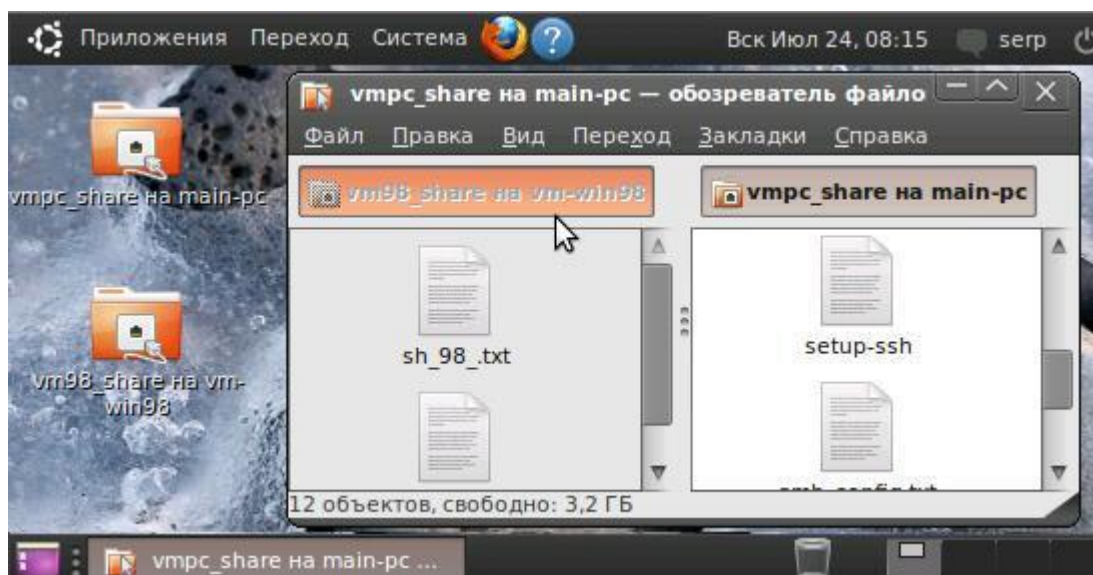 Приложения Переход Система
Вск Июл 24, 08:15 serp
vmpc_share на main-pc — обозреватель файло
Файл Правка Вид Переход Закладки Справка
vm98_share на vm-win98
vmpc_share на main-pc
vmpc_share на main-pc
vm98_share на vm-
win98
sh_98_.txt
setup-ssh
12 объектов, свободно: 3,2 ГБ
vmpc_share на main-pc ...